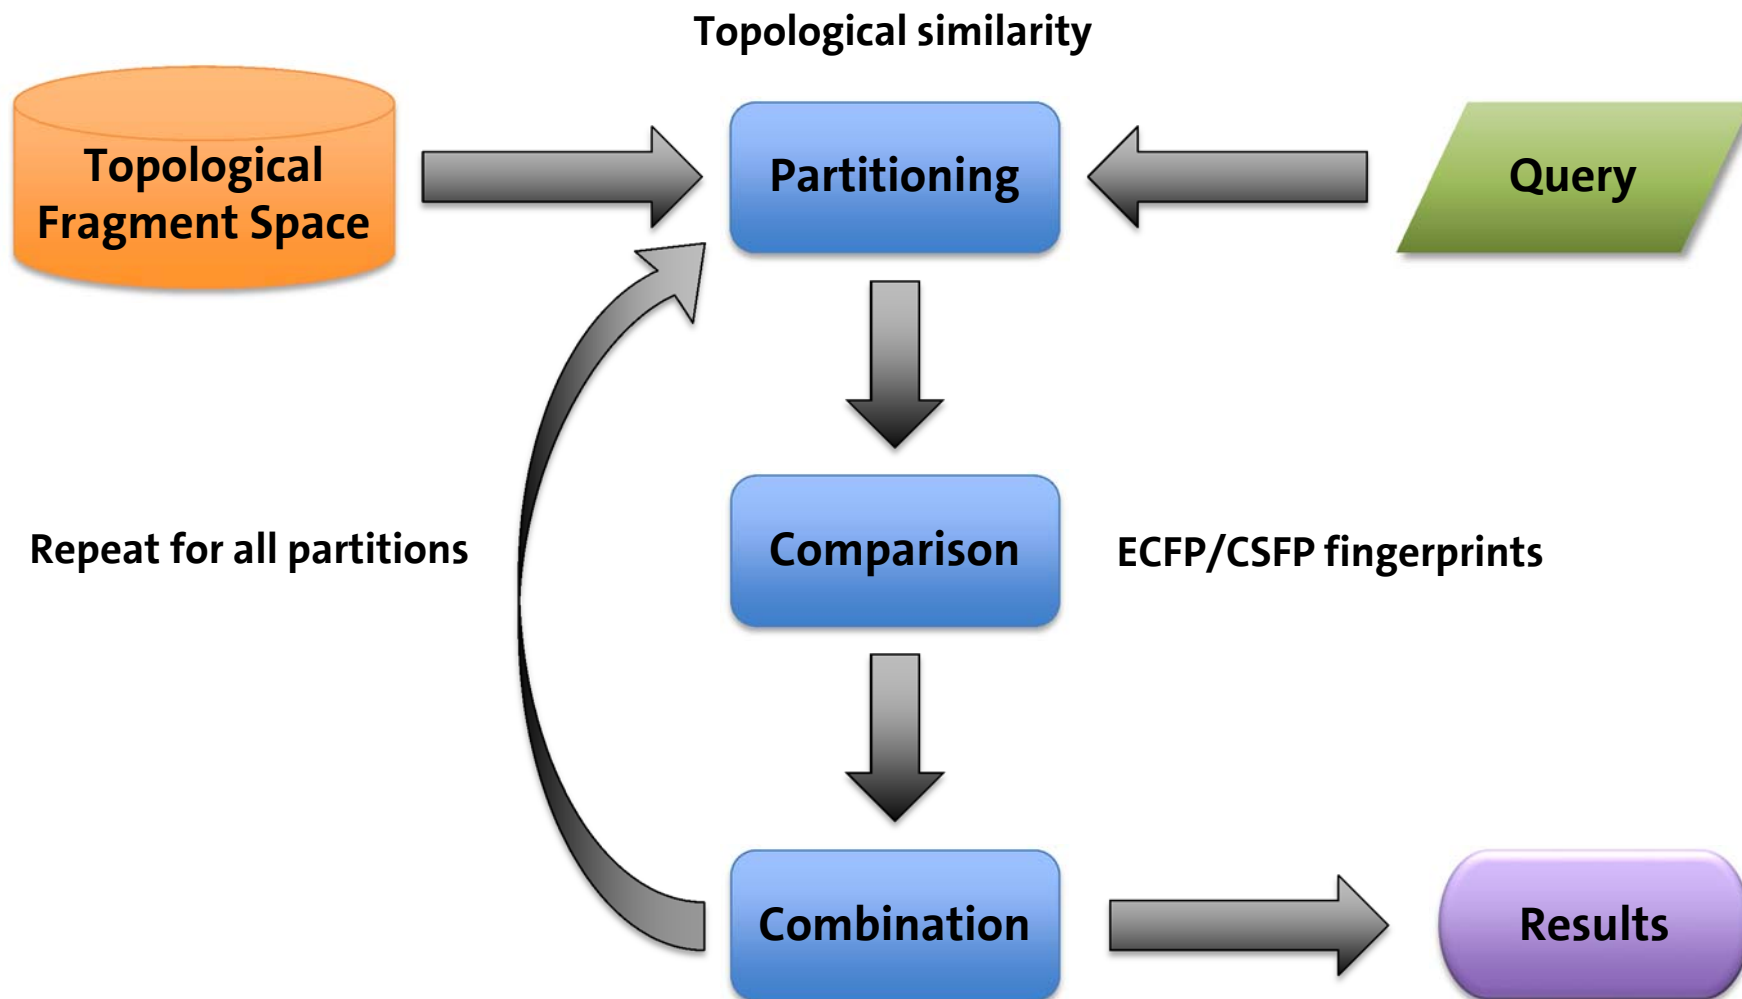 Topological similarity
Topological
Fragment Space
Partitioning
Query
Repeat for all partitions
Comparison
ECFP/CSFP fingerprints
Combination
Results